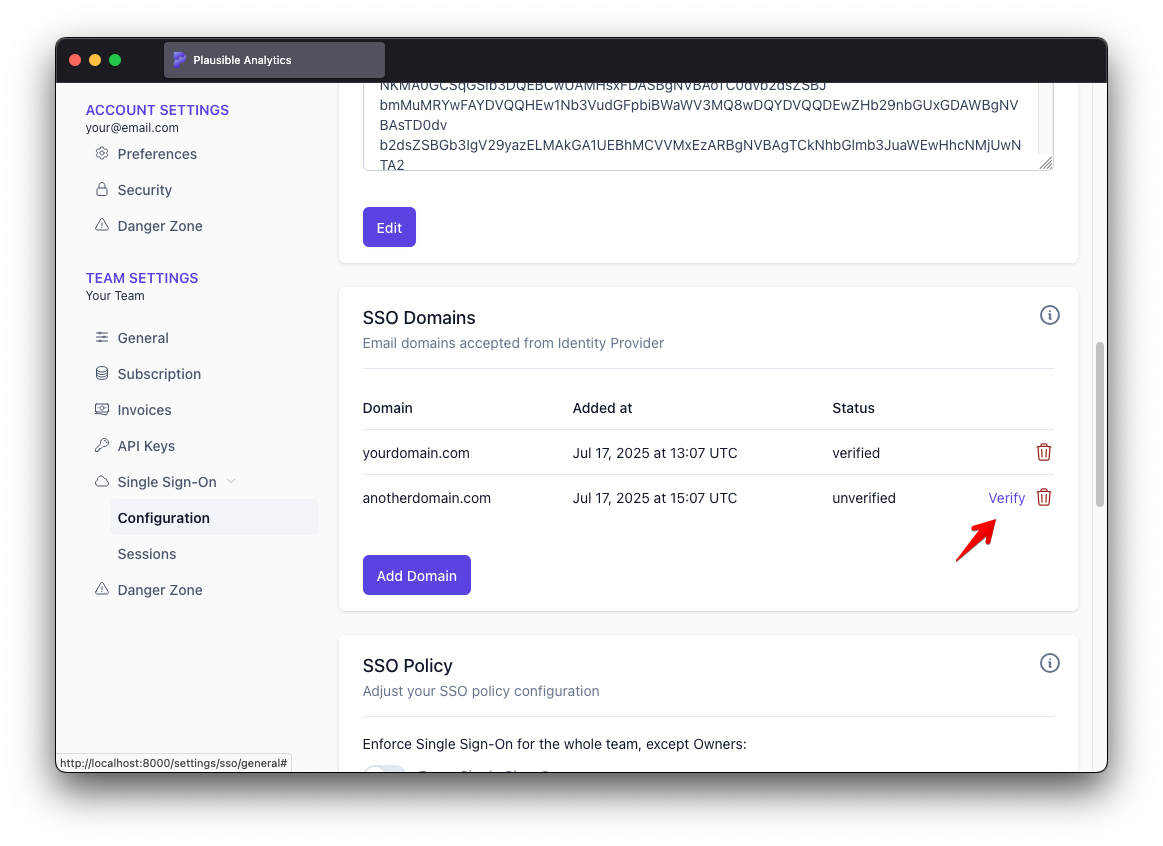 Plausible Analytics
ACCOUNT SETTINGS
your@email.com
Preferences
Security
Danger Zone
TEAM SETTINGS
Your Team
General
Subscription
Invoices
API Keys
Single Sign-On
Configuration
Sessions
Danger Zone
bmMuMRYwFAYDVQQHEw1Nb3VudGFpbiBWaWV3MQ8wDQYDVQQDEwZHb29nbGUxGDAWBgNV
BAsTD0dv
b2dsZSBGb3IgV29yazELMAkGA1UEBhMCVVMxEzARBgNVBAgTCkNhbGlmb3JuaWEwHhcNMjUwN
TA2
Edit
SSO Domains
Email domains accepted from Identity Provider
Domain Added at Status
yourdomain.com Jul 17, 2025 at 13:07 UTC verified
anotherdomain.com Jul 17, 2025 at 15:07 UTC unverified Verify
Add Domain
SSO Policy
Adjust your SSO policy configuration
Enforce Single Sign-On for the whole team, except Owners:
http://localhost:8000/settings/sso/general#